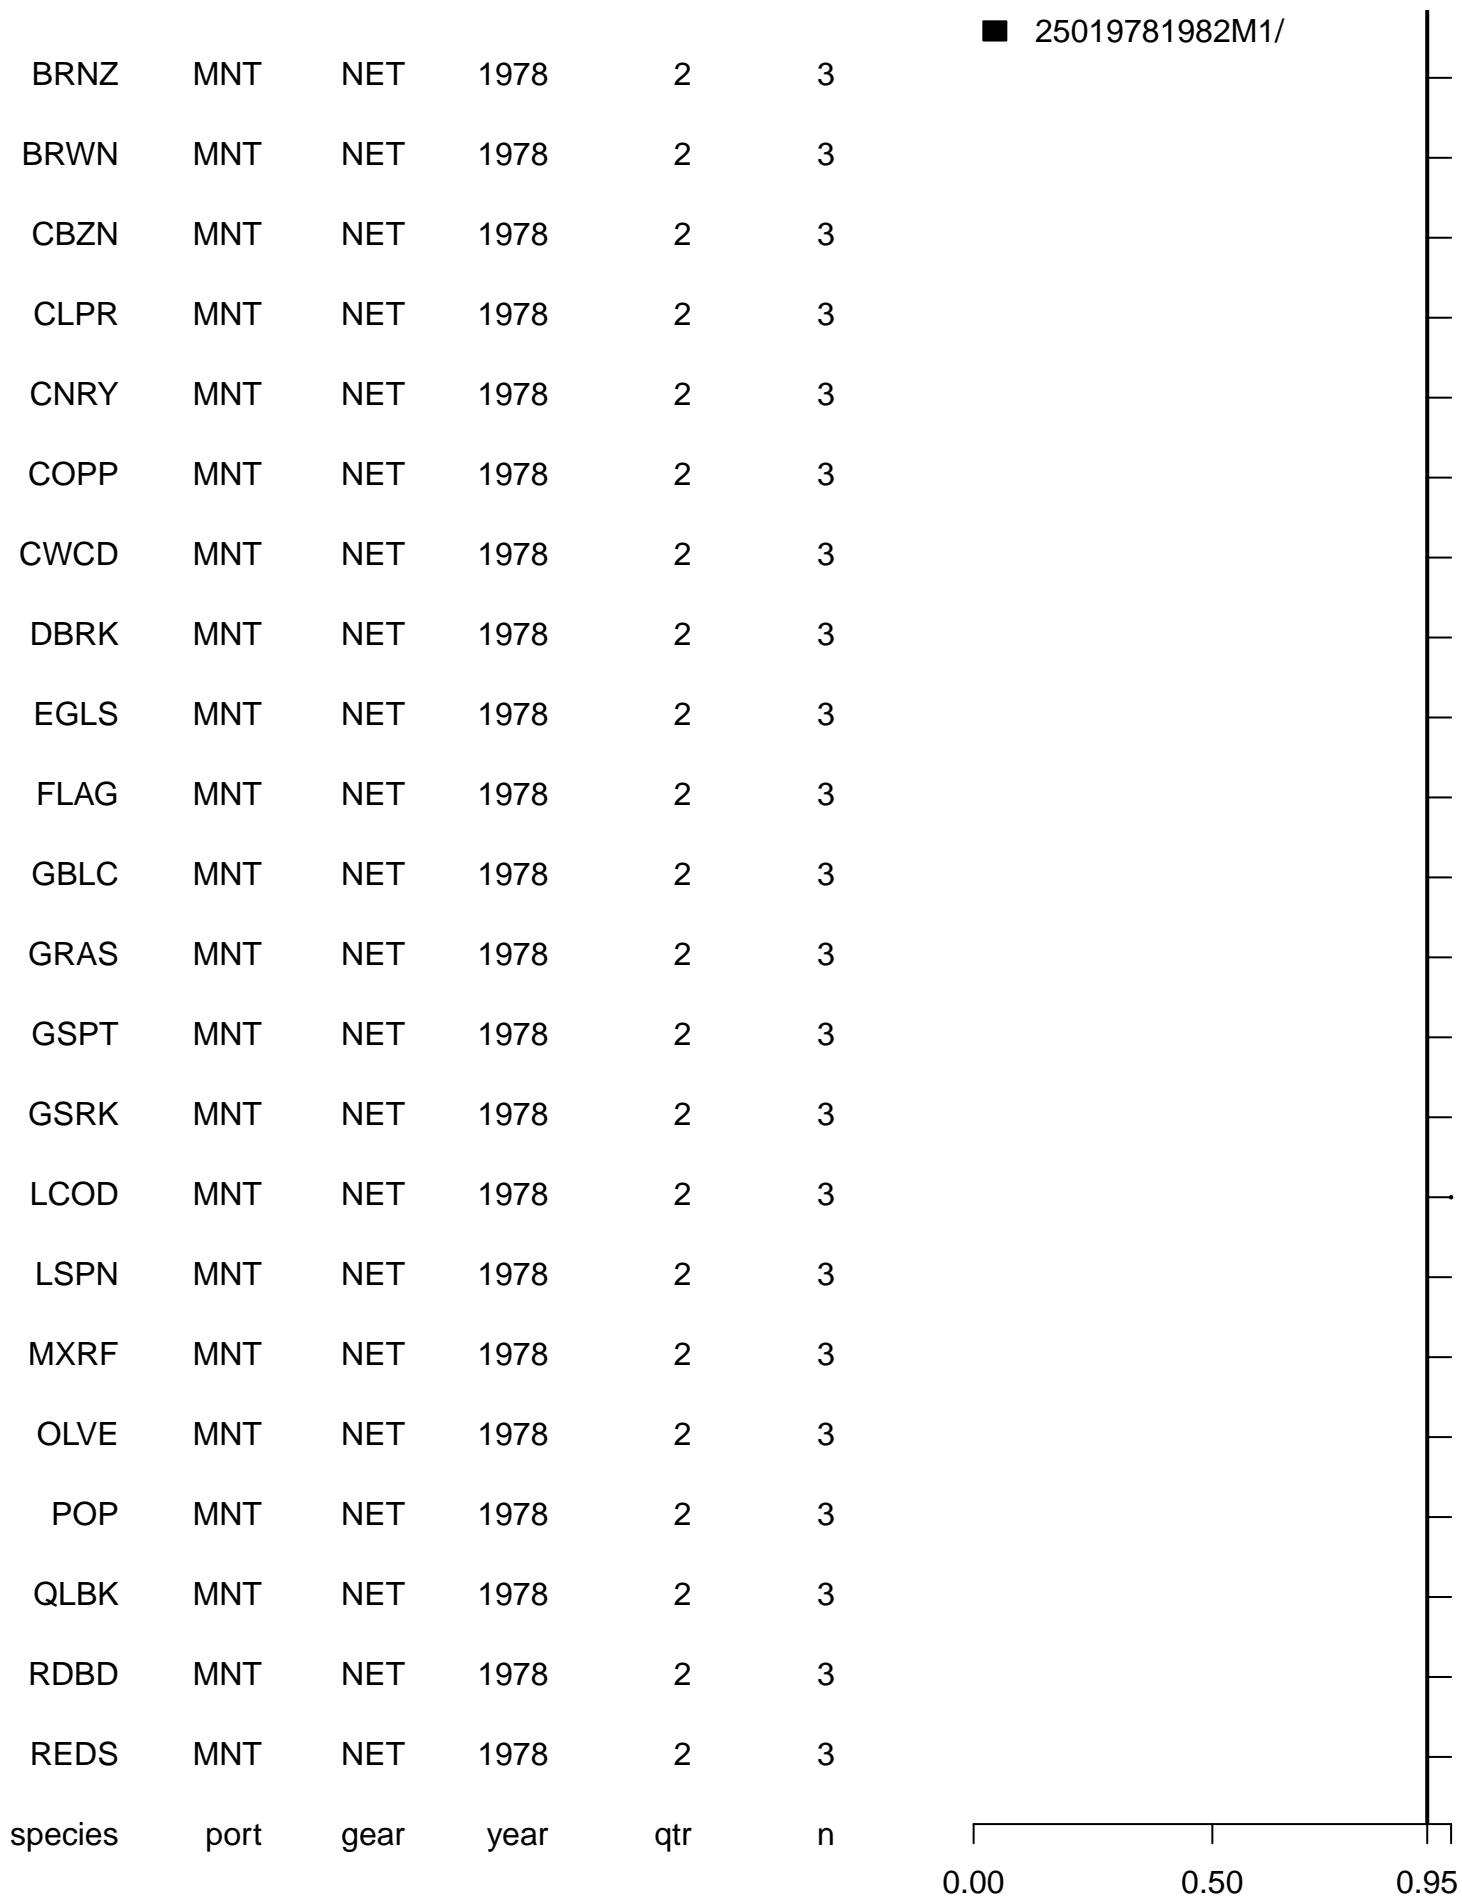 25019781982M1/
BRNZ MNT NET 1978 2 3
BRWN MNT NET 1978 2 3
CBZN MNT NET 1978 2 3
CLPR MNT NET 1978 2 3
CNRY MNT NET 1978 2 3
COPP MNT NET 1978 2 3
CWCD MNT NET 1978 2 3
DBRK MNT NET 1978 2 3
EGLS MNT NET 1978 2 3
FLAG MNT NET 1978 2 3
GBLC MNT NET 1978 2 3
GRAS MNT NET 1978 2 3
GSPT MNT NET 1978 2 3
GSRK MNT NET 1978 2 3
LCOD MNT NET 1978 2 3
LSPN MNT NET 1978 2 3
MXRF MNT NET 1978 2 3
OLVE MNT NET 1978 2 3
POP MNT NET 1978 2 3
QLBK MNT NET 1978 2 3
RDBD MNT NET 1978 2 3
REDS MNT NET 1978 2 3
species port gear year qtr n
0.00 0.50 0.95